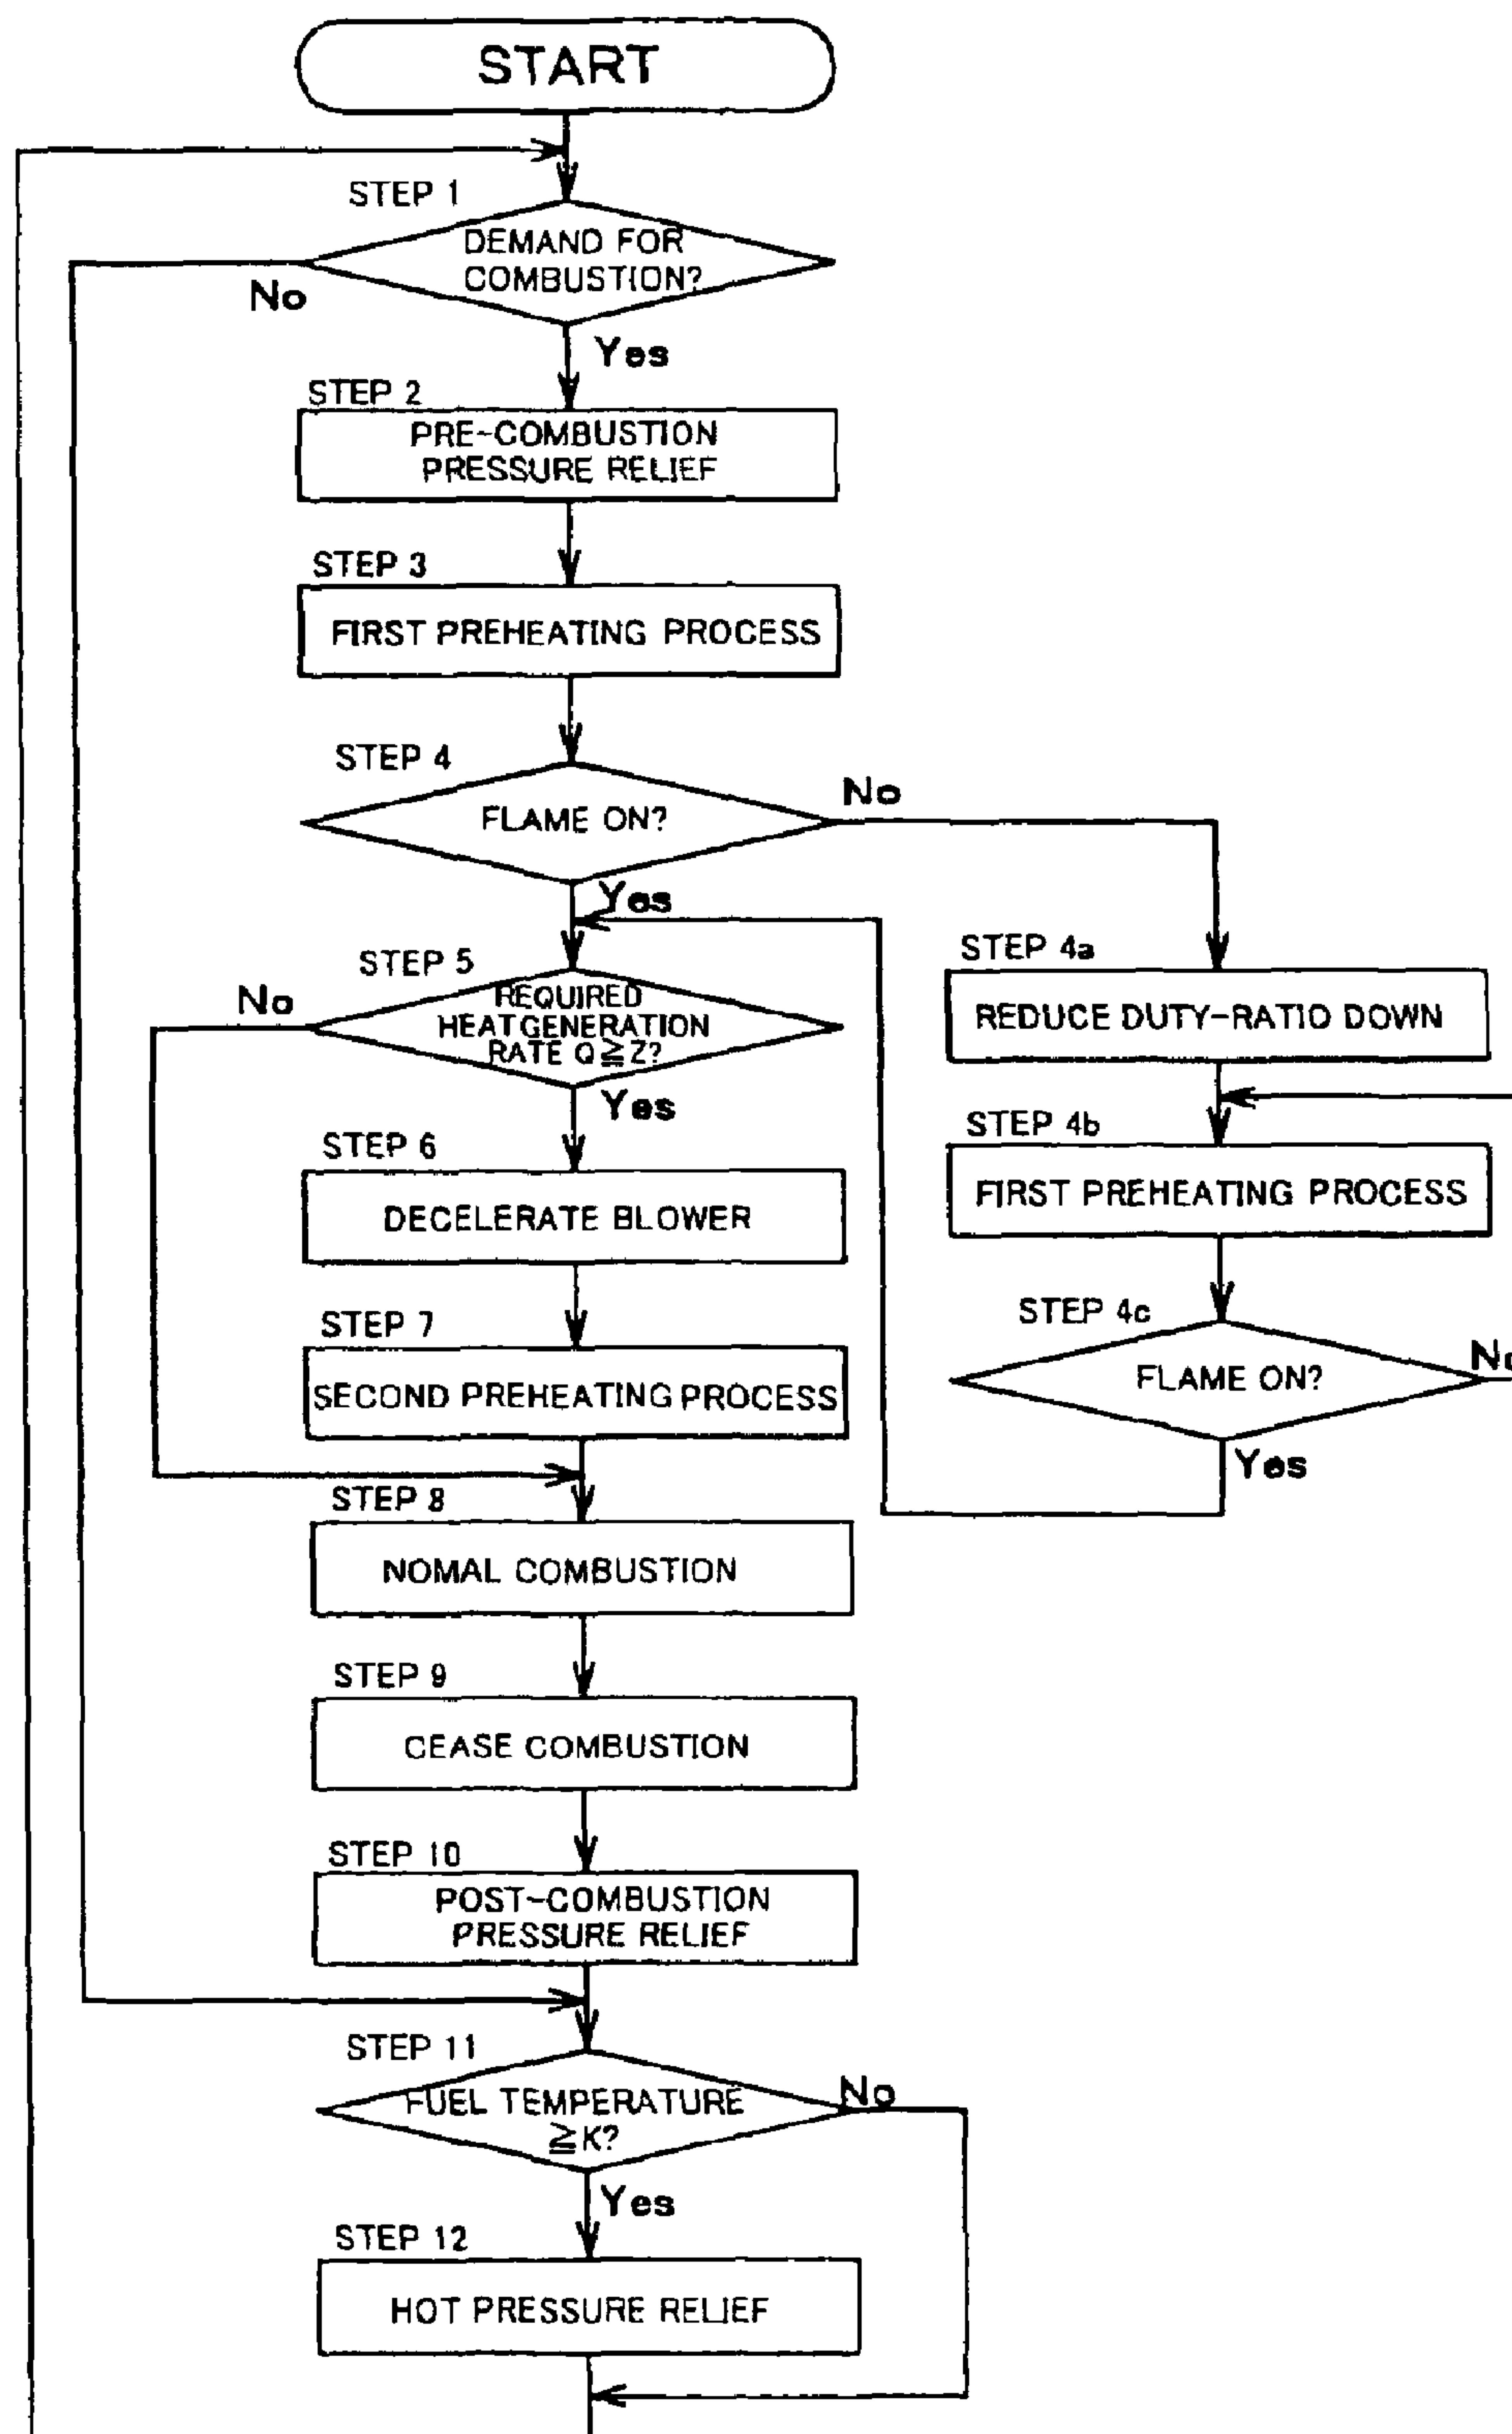 START
STEP 1
DEMAND FOR
COMBUSTION?
No
Yes
STEP 2
PRE-COMBUSTION
PRESSURE RELIEF
STEP 3
FIRST PREHEATING PROCESS
STEP 4
FLAME ON?
No
Yes
STEP 5
REQUIRED
HEATGENERATION
RATE Q≧Z?
No
Yes
STEP 4a
REDUCE DUTY-RATIO DOWN
STEP 4b
FIRST PREHEATING PROCESS
STEP 4c
FLAME ON?
No
Yes
STEP 6
DECELERATE BLOWER
STEP 7
SECOND PREHEATING PROCESS
STEP 8
NOMAL COMBUSTION
STEP 9
CEASE COMBUSTION
STEP 10
POST-COMBUSTION
PRESSURE RELIEF
STEP 11
FUEL TEMPERATURE
≧K?
No
Yes
STEP 12
HOT PRESSURE RELIEF